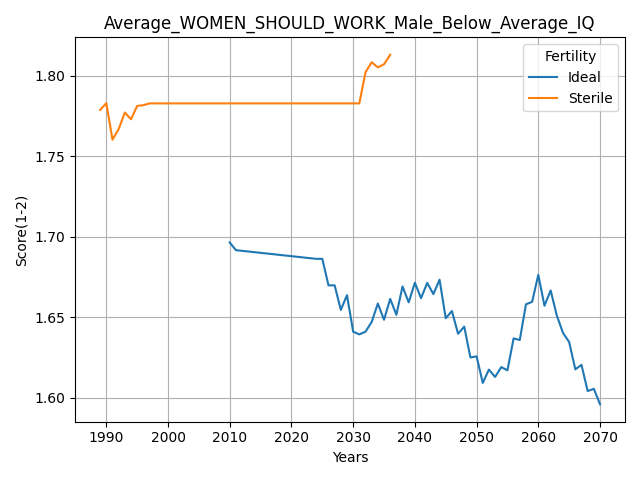 Average_WOMEN_SHOULD_WORK_Male_Below_Average_IQ
Fertility
Ideal
Sterile
Score(1-2)
1.80
1.75
1.70
1.65
1.60
1990 2000 2010 2020 2030 2040 2050 2060 2070
Years